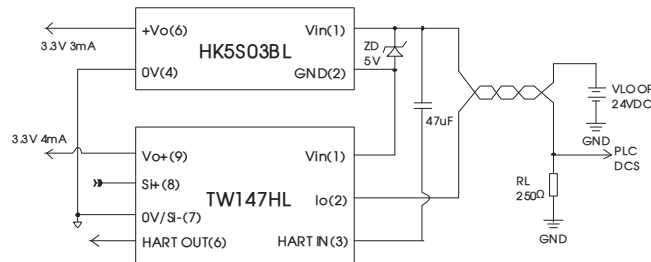 +Vo(6)
Vin(1)
3.3V 3mA
HK5S03BL
ZD
5V
0V(4)
GND(2)
VLOOP
24VDC
47uF
GND
3.3V 4mA
Vo+(9)
Vin(1)
PLC
DCS
Si+(8)
TW147HL
Io(2)
RL
250Ω
0V/Si-(7)
HART OUT(6)
HART IN(3)
GND